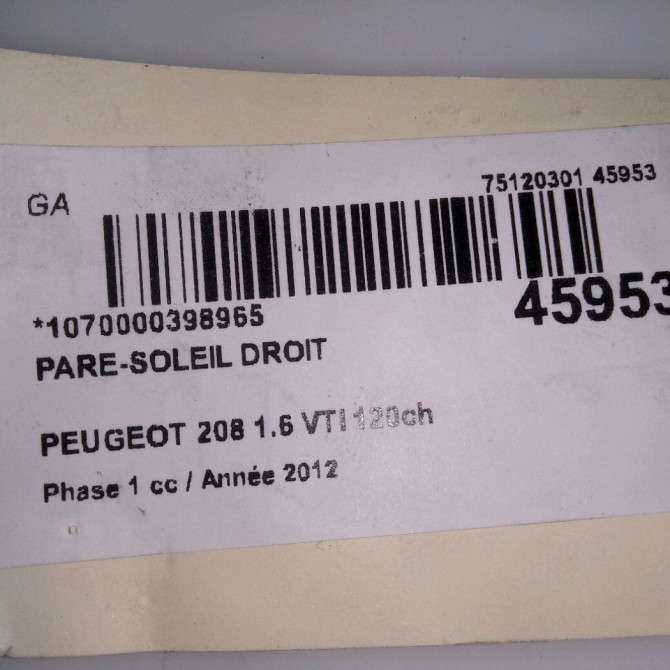 GA
75120301 45953
*1070000398965
45953
PARE-SOLEIL DROIT
PEUGEOT 208 1.6 VTI 120ch
Phase 1 cc / Année 2012